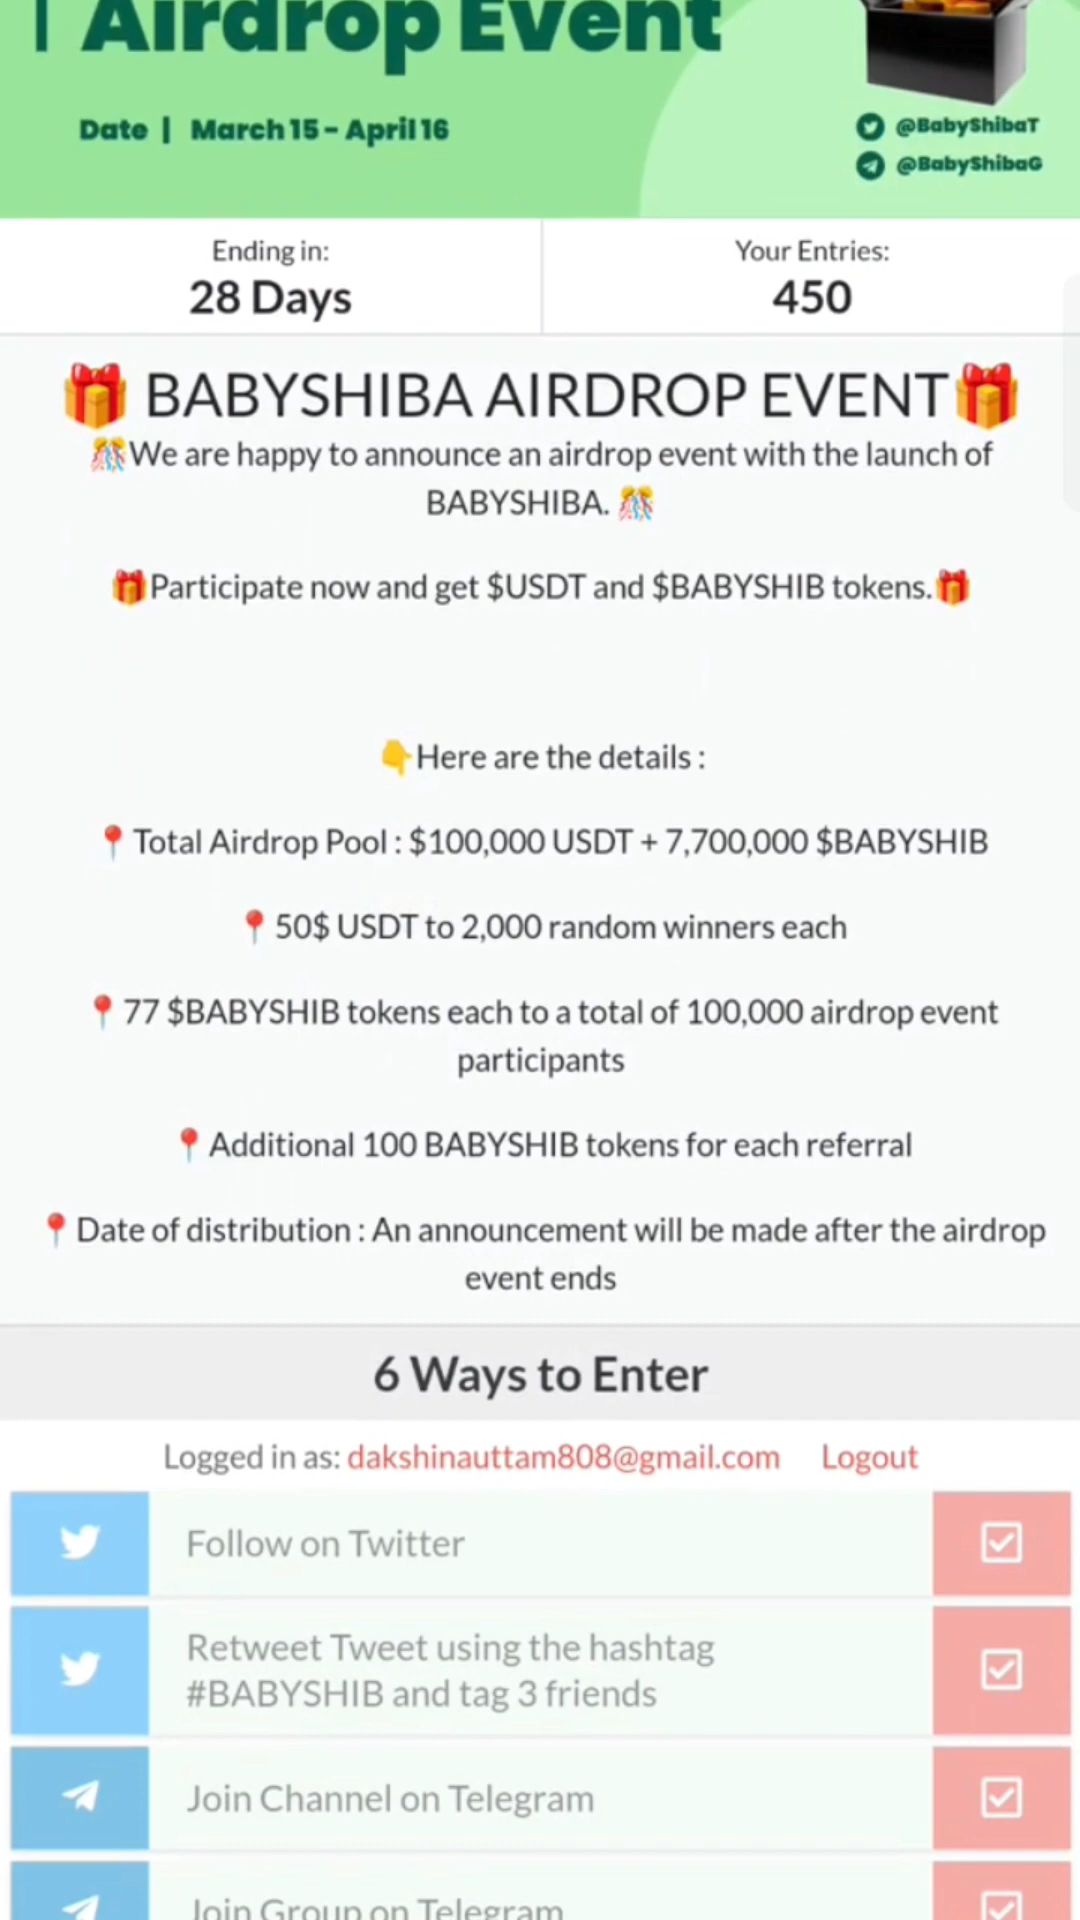 Airdrop Event
Date | March 15 - April 16
@BabyShibaT
@BabyShibaG
Ending in:
28 Days
Your Entries:
450
🎁 BABYSHIBA AIRDROP EVENT🎁
🎊We are happy to announce an airdrop event with the launch of
BABYSHIBA. 🎊
🎁Participate now and get $USDT and $BABYSHIB tokens.🎁
👇Here are the details :
📍Total Airdrop Pool : $100,000 USDT + 7,700,000 $BABYSHIB
📍50$ USDT to 2,000 random winners each
📍77 $BABYSHIB tokens each to a total of 100,000 airdrop event
participants
📍Additional 100 BABYSHIB tokens for each referral
📍Date of distribution : An announcement will be made after the airdrop
event ends
6 Ways to Enter
Logged in as: dakshinauttam808@gmail.com Logout
Follow on Twitter
Retweet Tweet using the hashtag
#BABYSHIB and tag 3 friends
Join Channel on Telegram
Join Group on Telegram